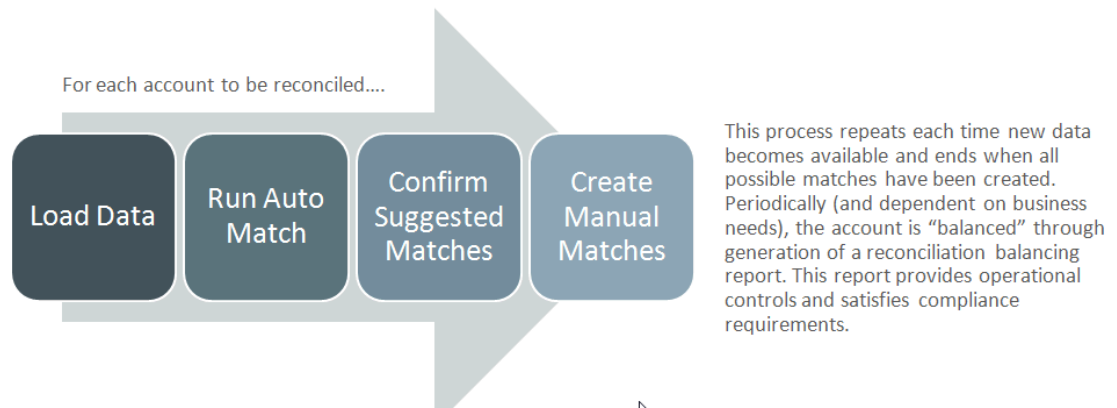 For each account to be reconciled....
Load Data
Run Auto
Match
Confirm
Suggested
Matches
Create
Manual
Matches
This process repeats each time new data
becomes available and ends when all
possible matches have been created.
Periodically (and dependent on business
needs), the account is “balanced” through
generation of a reconciliation balancing
report. This report provides operational
controls and satisfies compliance
requirements.